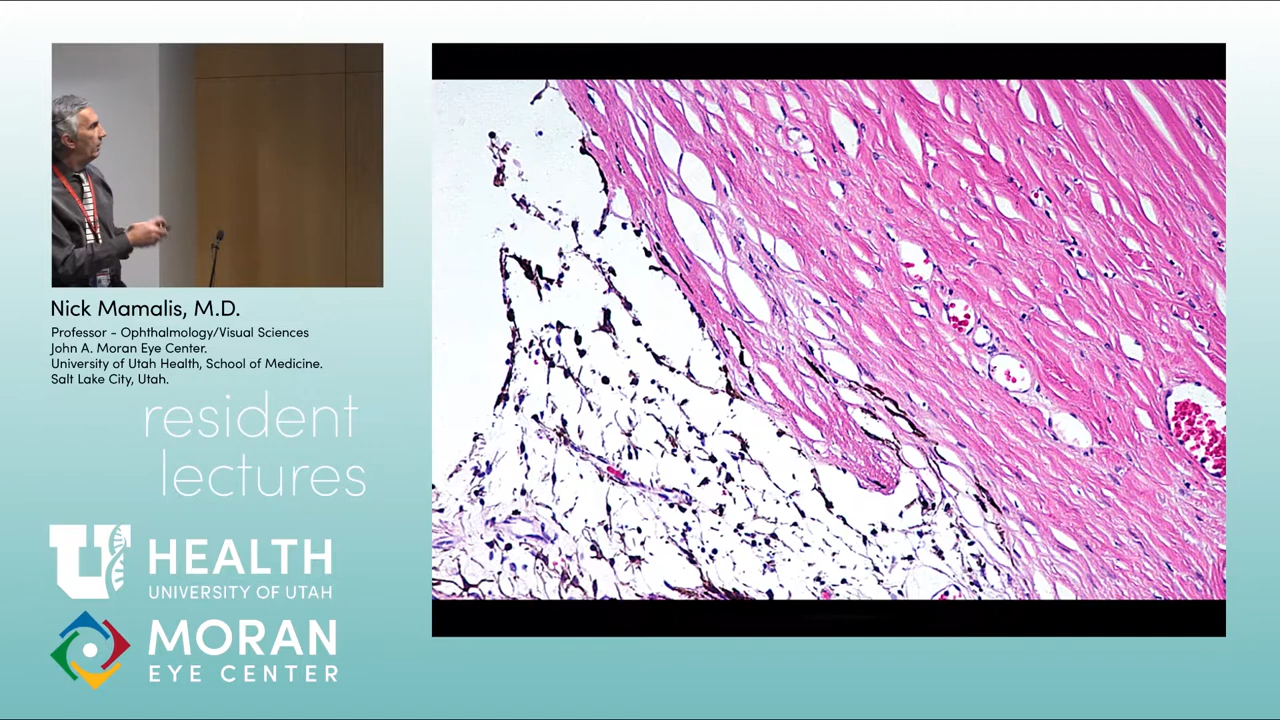 Nick Mamalis, M.D.
Professor - Ophthalmology/Visual Sciences
John A. Moran Eye Center.
University of Utah Health, School of Medicine.
Salt Lake City, Utah.
resident
lectures
U HEALTH
UNIVERSITY OF UTAH
MORAN
EYE CENTER